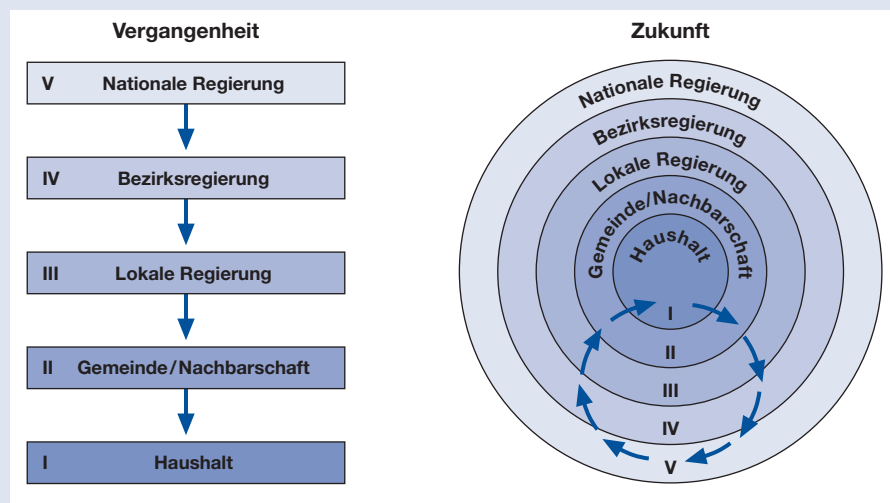 Vergangenheit
V Nationale Regierung
IV Bezirksregierung
III Lokale Regierung
II Gemeinde/Nachbarschaft
I Haushalt
Zukunft
Nationale Regierung
Bezirksregierung
Lokale Regierung
Gemeinde/Nachbarschaft
Haushalt
I
II
III
IV
V